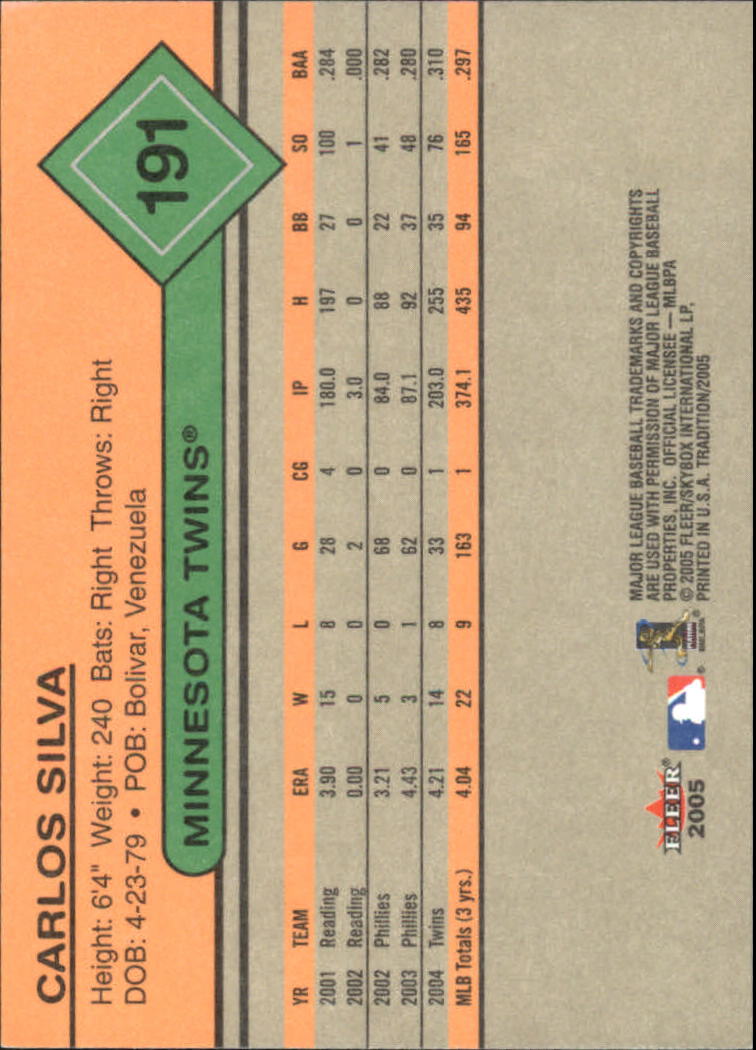 CARLOS SILVA
Height: 6'4" Weight: 240 Bats: Right Throws: Right
DOB: 4-23-79 • POB: Bolivar, Venezuela
191
MINNESOTA TWINS®
YR TEAM ERA W L G CG IP H BB SO BAA
2001 Reading 3.90 15 8 28 4 180.0 197 27 100 .284
2002 Reading 0.00 0 0 2 0 3.0 0 0 1 .000
2002 Phillies 3.21 5 0 68 0 84.0 88 22 41 .282
2003 Phillies 4.43 3 1 62 0 87.1 92 37 48 .280
2004 Twins 4.21 14 8 33 1 203.0 255 35 76 .310
MLB Totals (3 yrs.) 4.04 22 9 163 1 374.1 435 94 165 .297
FLEER®
2005
MAJOR LEAGUE BASEBALL TRADEMARKS AND COPYRIGHTS
ARE USED WITH PERMISSION OF MAJOR LEAGUE BASEBALL
PROPERTIES, INC. OFFICIAL LICENSEE — MLBPA
© 2005 FLEER/SKYBOX INTERNATIONAL LP,
PRINTED IN U.S.A. TRADITION/2005